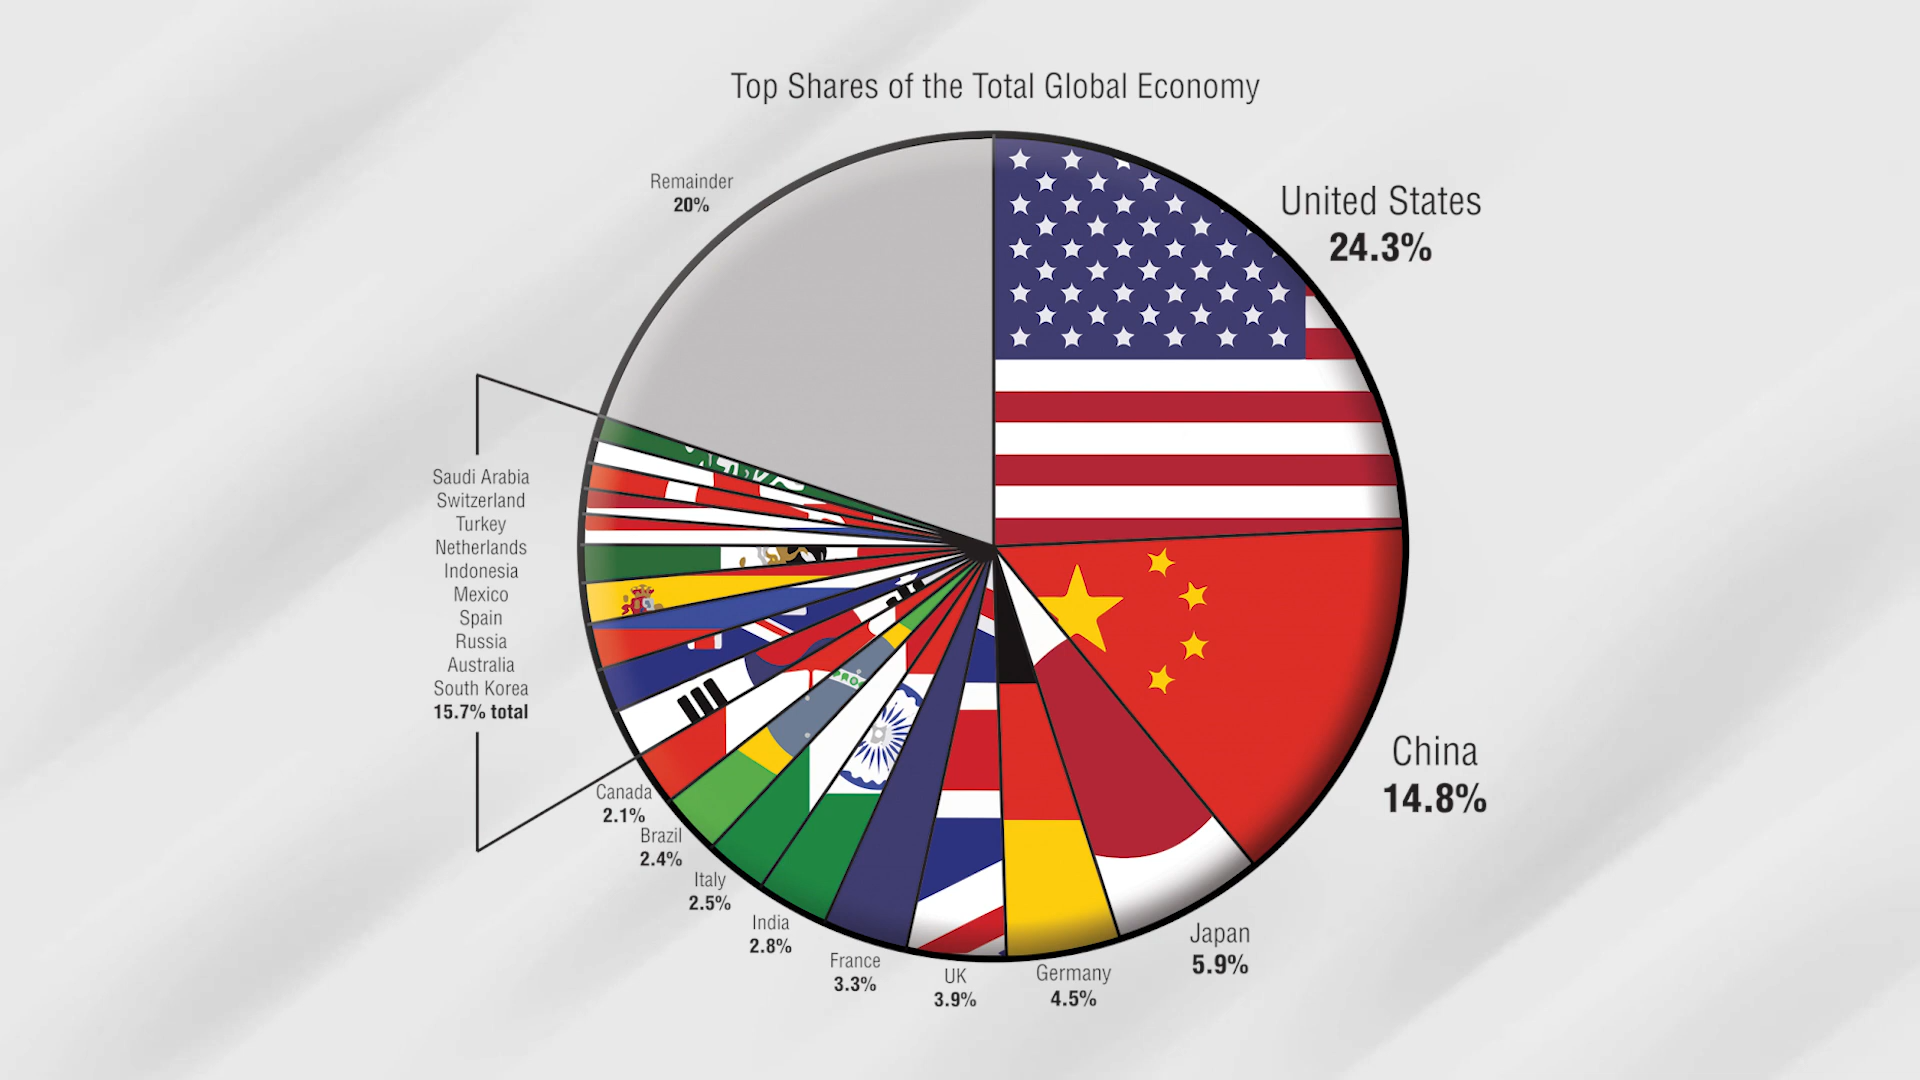 Top Shares of the Total Global Economy
United States
24.3%
China
14.8%
Japan
5.9%
Germany
4.5%
UK
3.9%
France
3.3%
India
2.8%
Italy
2.5%
Brazil
2.4%
Canada
2.1%
Saudi Arabia
Switzerland
Turkey
Netherlands
Indonesia
Mexico
Spain
Russia
Australia
South Korea
15.7% total
Remainder
20%